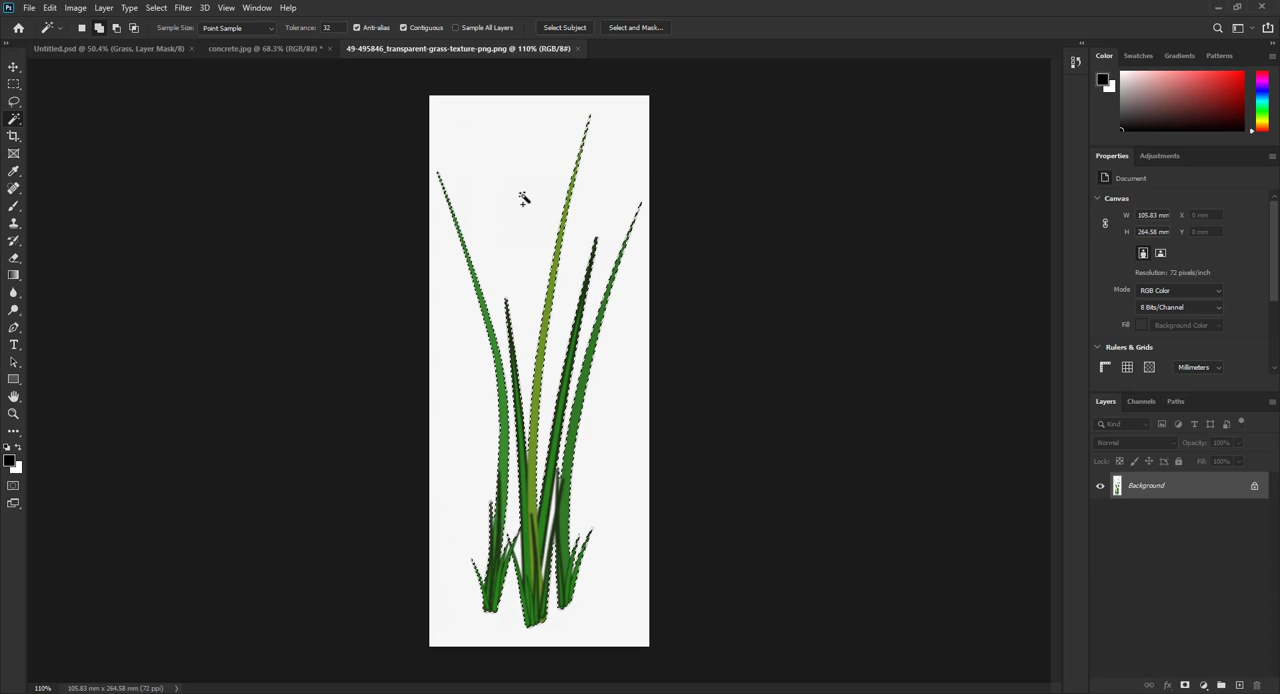 Ps File Edit Image Layer Type Select Filter 3D View Window Help
Sample Size: Point Sample Tolerance: 32 Anti-alias Contiguous Sample All Layers Select Subject Select and Mask...
Untitled.psd @ 50.4% (Grass, Layer Mask/8) × concrete.jpg @ 68.3% (RGB/8#) * × 49-495846_transparent-grass-texture-png.png @ 110% (RGB/8#) ×
Color Swatches Gradients Patterns
Properties Adjustments
Document
Canvas
W 105.83 mm X 0 mm
H 264.58 mm Y 0 mm
Resolution: 72 pixels/inch
Mode RGB Color
8 Bits/Channel
Fill Background Color
Rulers & Grids
Millimeters
Layers Channels Paths
Kind
Normal Opacity: 100%
Lock: Fill: 100%
Background
fx
110% 105.83 mm x 264.58 mm (72 ppi)